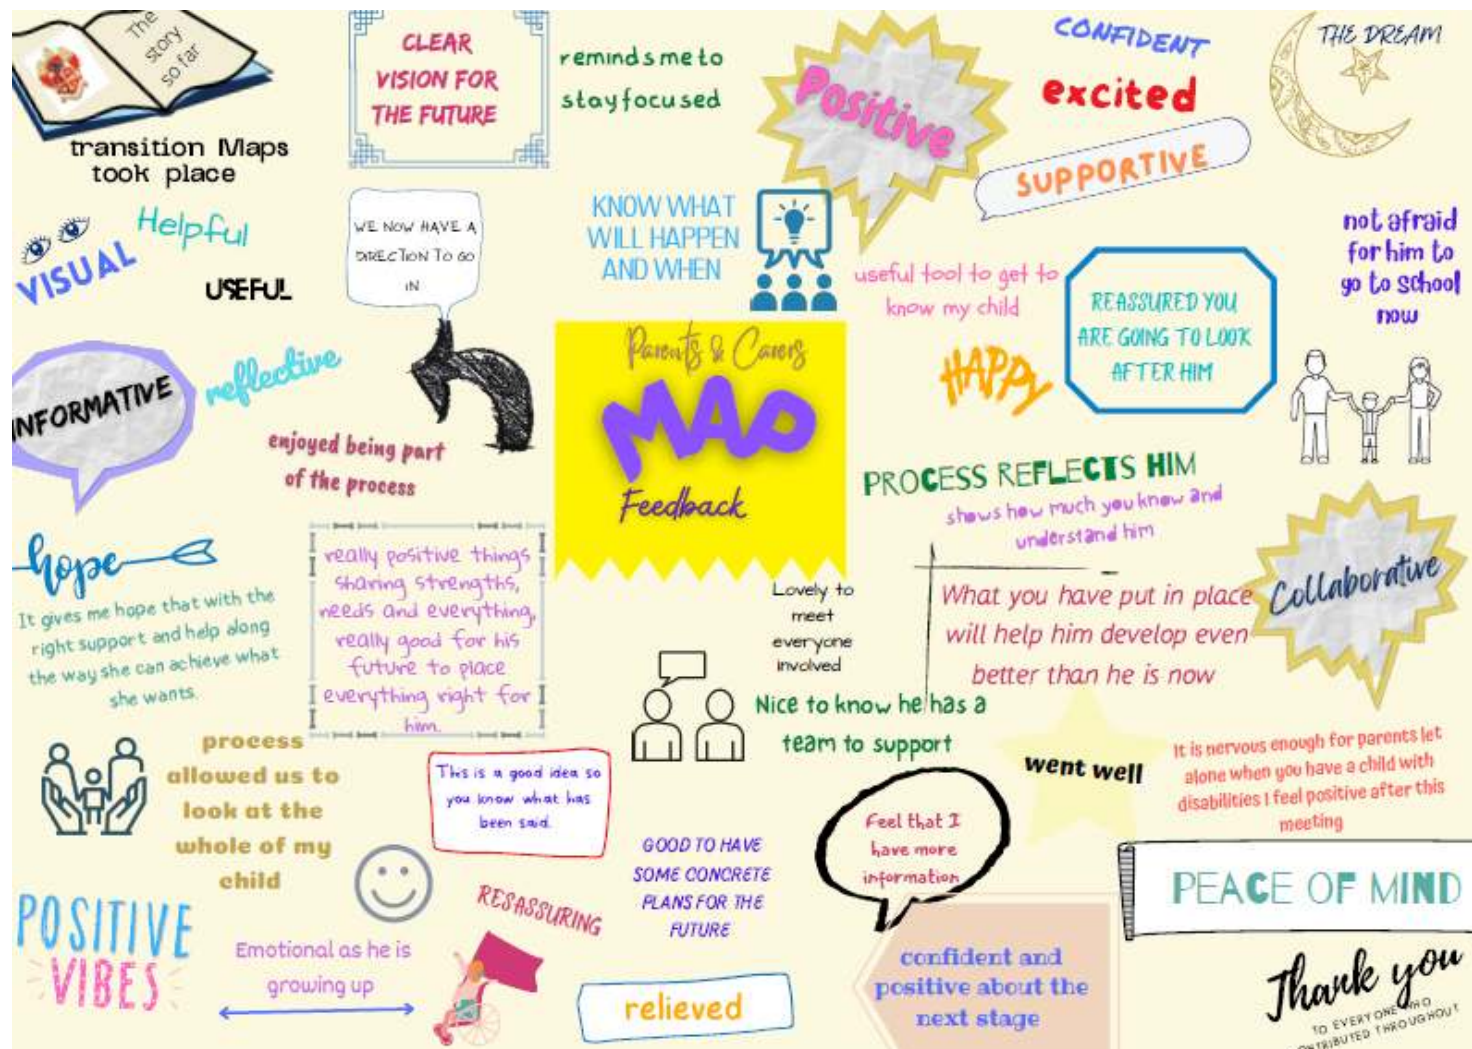 The
story
so far
transition Maps
took place
CLEAR
VISION FOR
THE FUTURE
reminds me to
stay focused
Positive
CONFIDENT
excited
SUPPORTIVE
THE DREAM
VISUAL
Helpful
USEFUL
WE NOW HAVE A
DIRECTION TO GO
IN
KNOW WHAT
WILL HAPPEN
AND WHEN
useful tool to get to
know my child
REASSURED YOU
ARE GOING TO LOOK
AFTER HIM
not afraid
for him to
go to school
now
INFORMATIVE
reflective
enjoyed being part
of the process
Parents & Carers
MAP
Feedback
HAPPY
PROCESS REFLECTS HIM
shows how much you know and
understand him
hope
It gives me hope that with the
right support and help along
the way she can achieve what
she wants.
really positive things
sharing strengths,
needs and everything,
really good for his
future to place
everything right for
him.
Lovely to
meet
everyone
involved
What you have put in place
will help him develop even
better than he is now
Collaborative
Nice to know he has a
team to support
went well
It is nervous enough for parents let
alone when you have a child with
disabilities I feel positive after this
meeting
process
allowed us to
look at the
whole of my
child
This is a good idea so
you know what has
been said.
GOOD TO HAVE
SOME CONCRETE
PLANS FOR THE
FUTURE
Feel that I
have more
information
PEACE OF MIND
POSITIVE
VIBES
Emotional as he is
growing up
RESASSURING
relieved
confident and
positive about the
next stage
Thank you
TO EVERYONE WHO
CONTRIBUTED THROUGHOUT